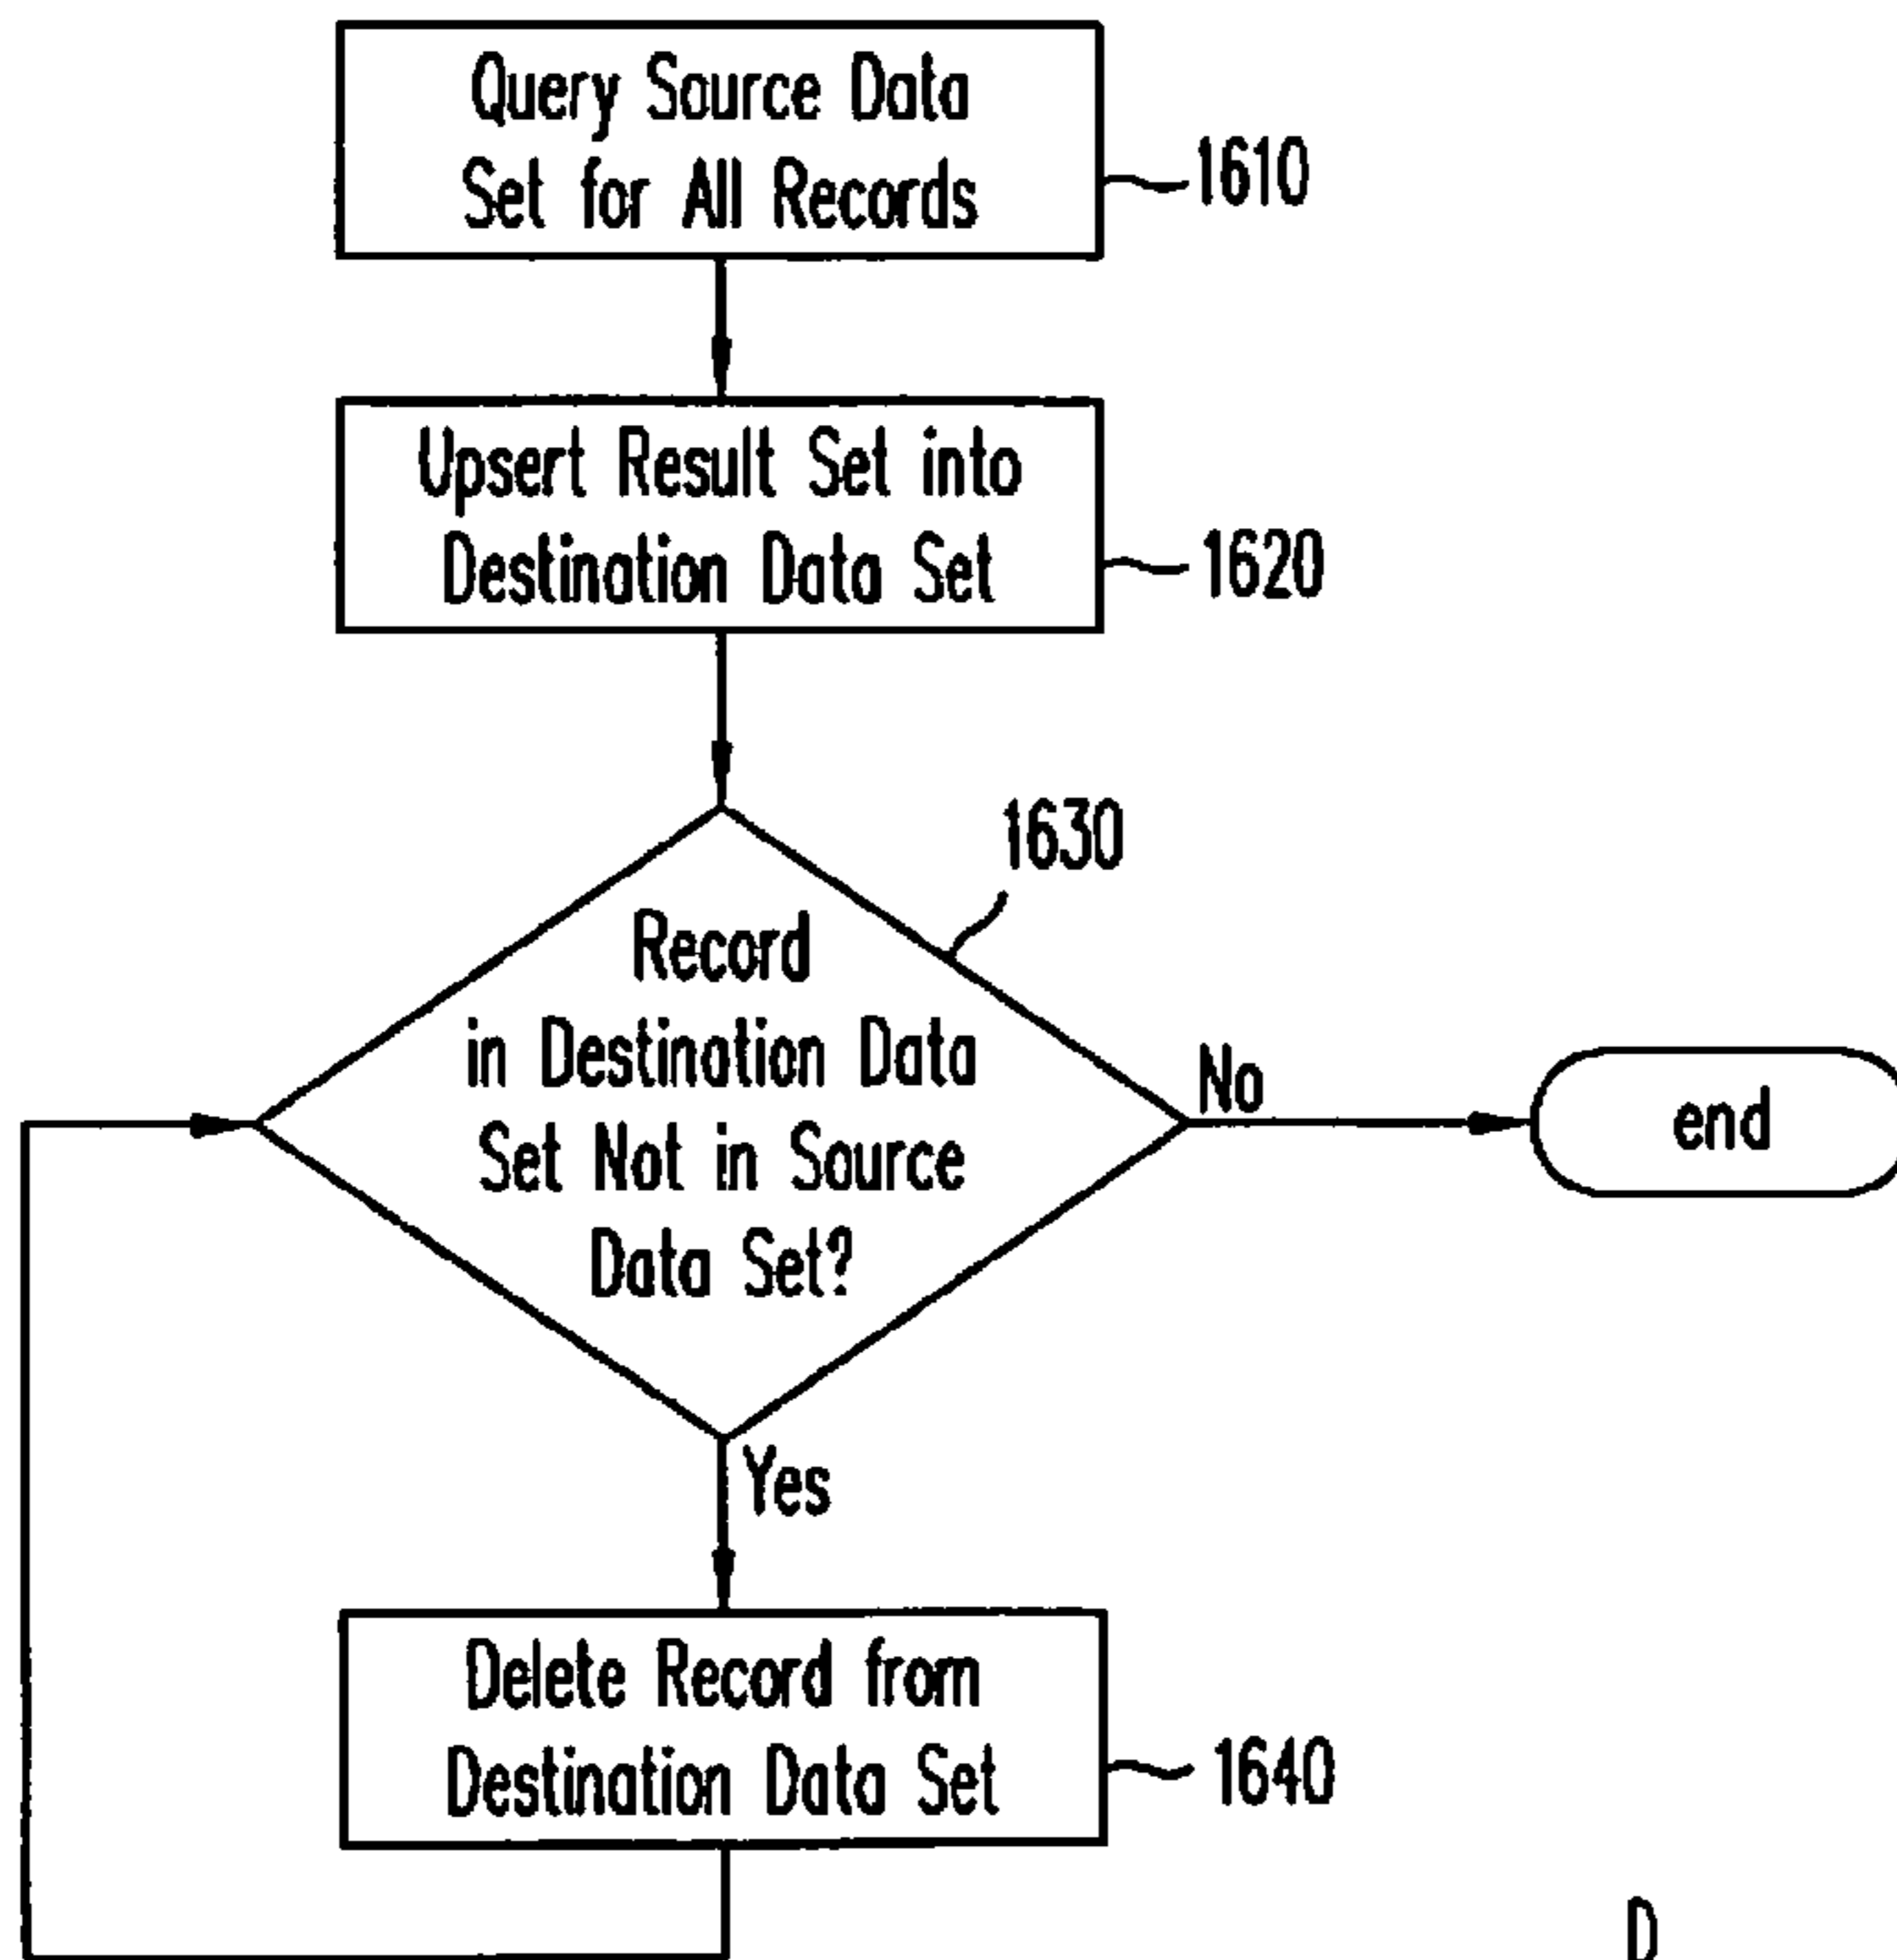 Query Source Data
Set for All Records
1610
Upsert Result Set into
Destination Data Set
1620
1630
Record
in Destination Data
Set Not in Source
Data Set?
No
end
Yes
Delete Record from
Destination Data Set
1640
D